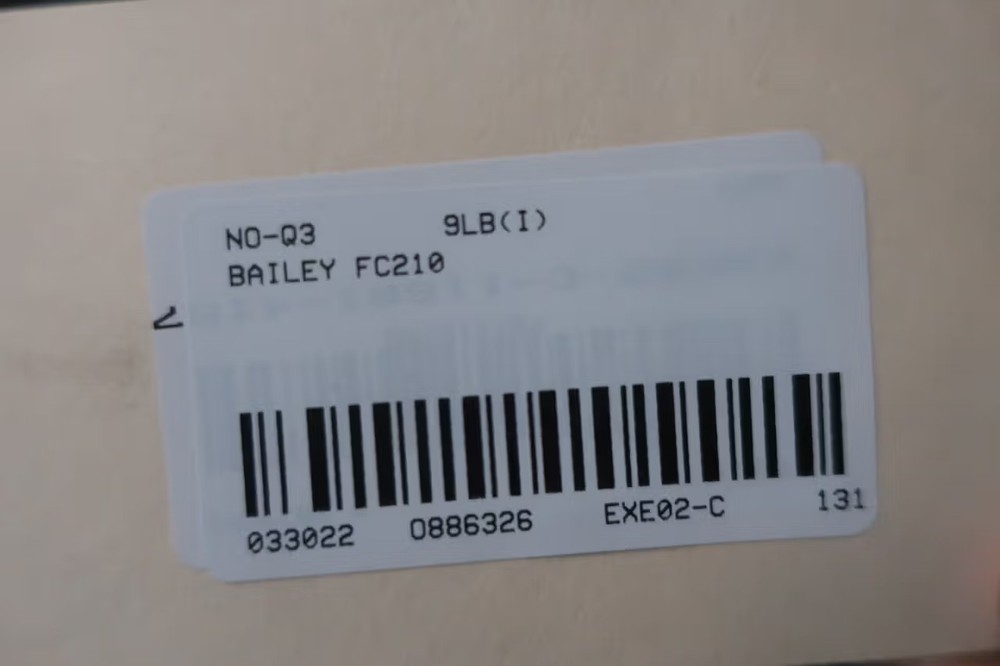 NO-Q3 9LB(I)
BAILEY FC210
033022 0886326 EXE02-C 131